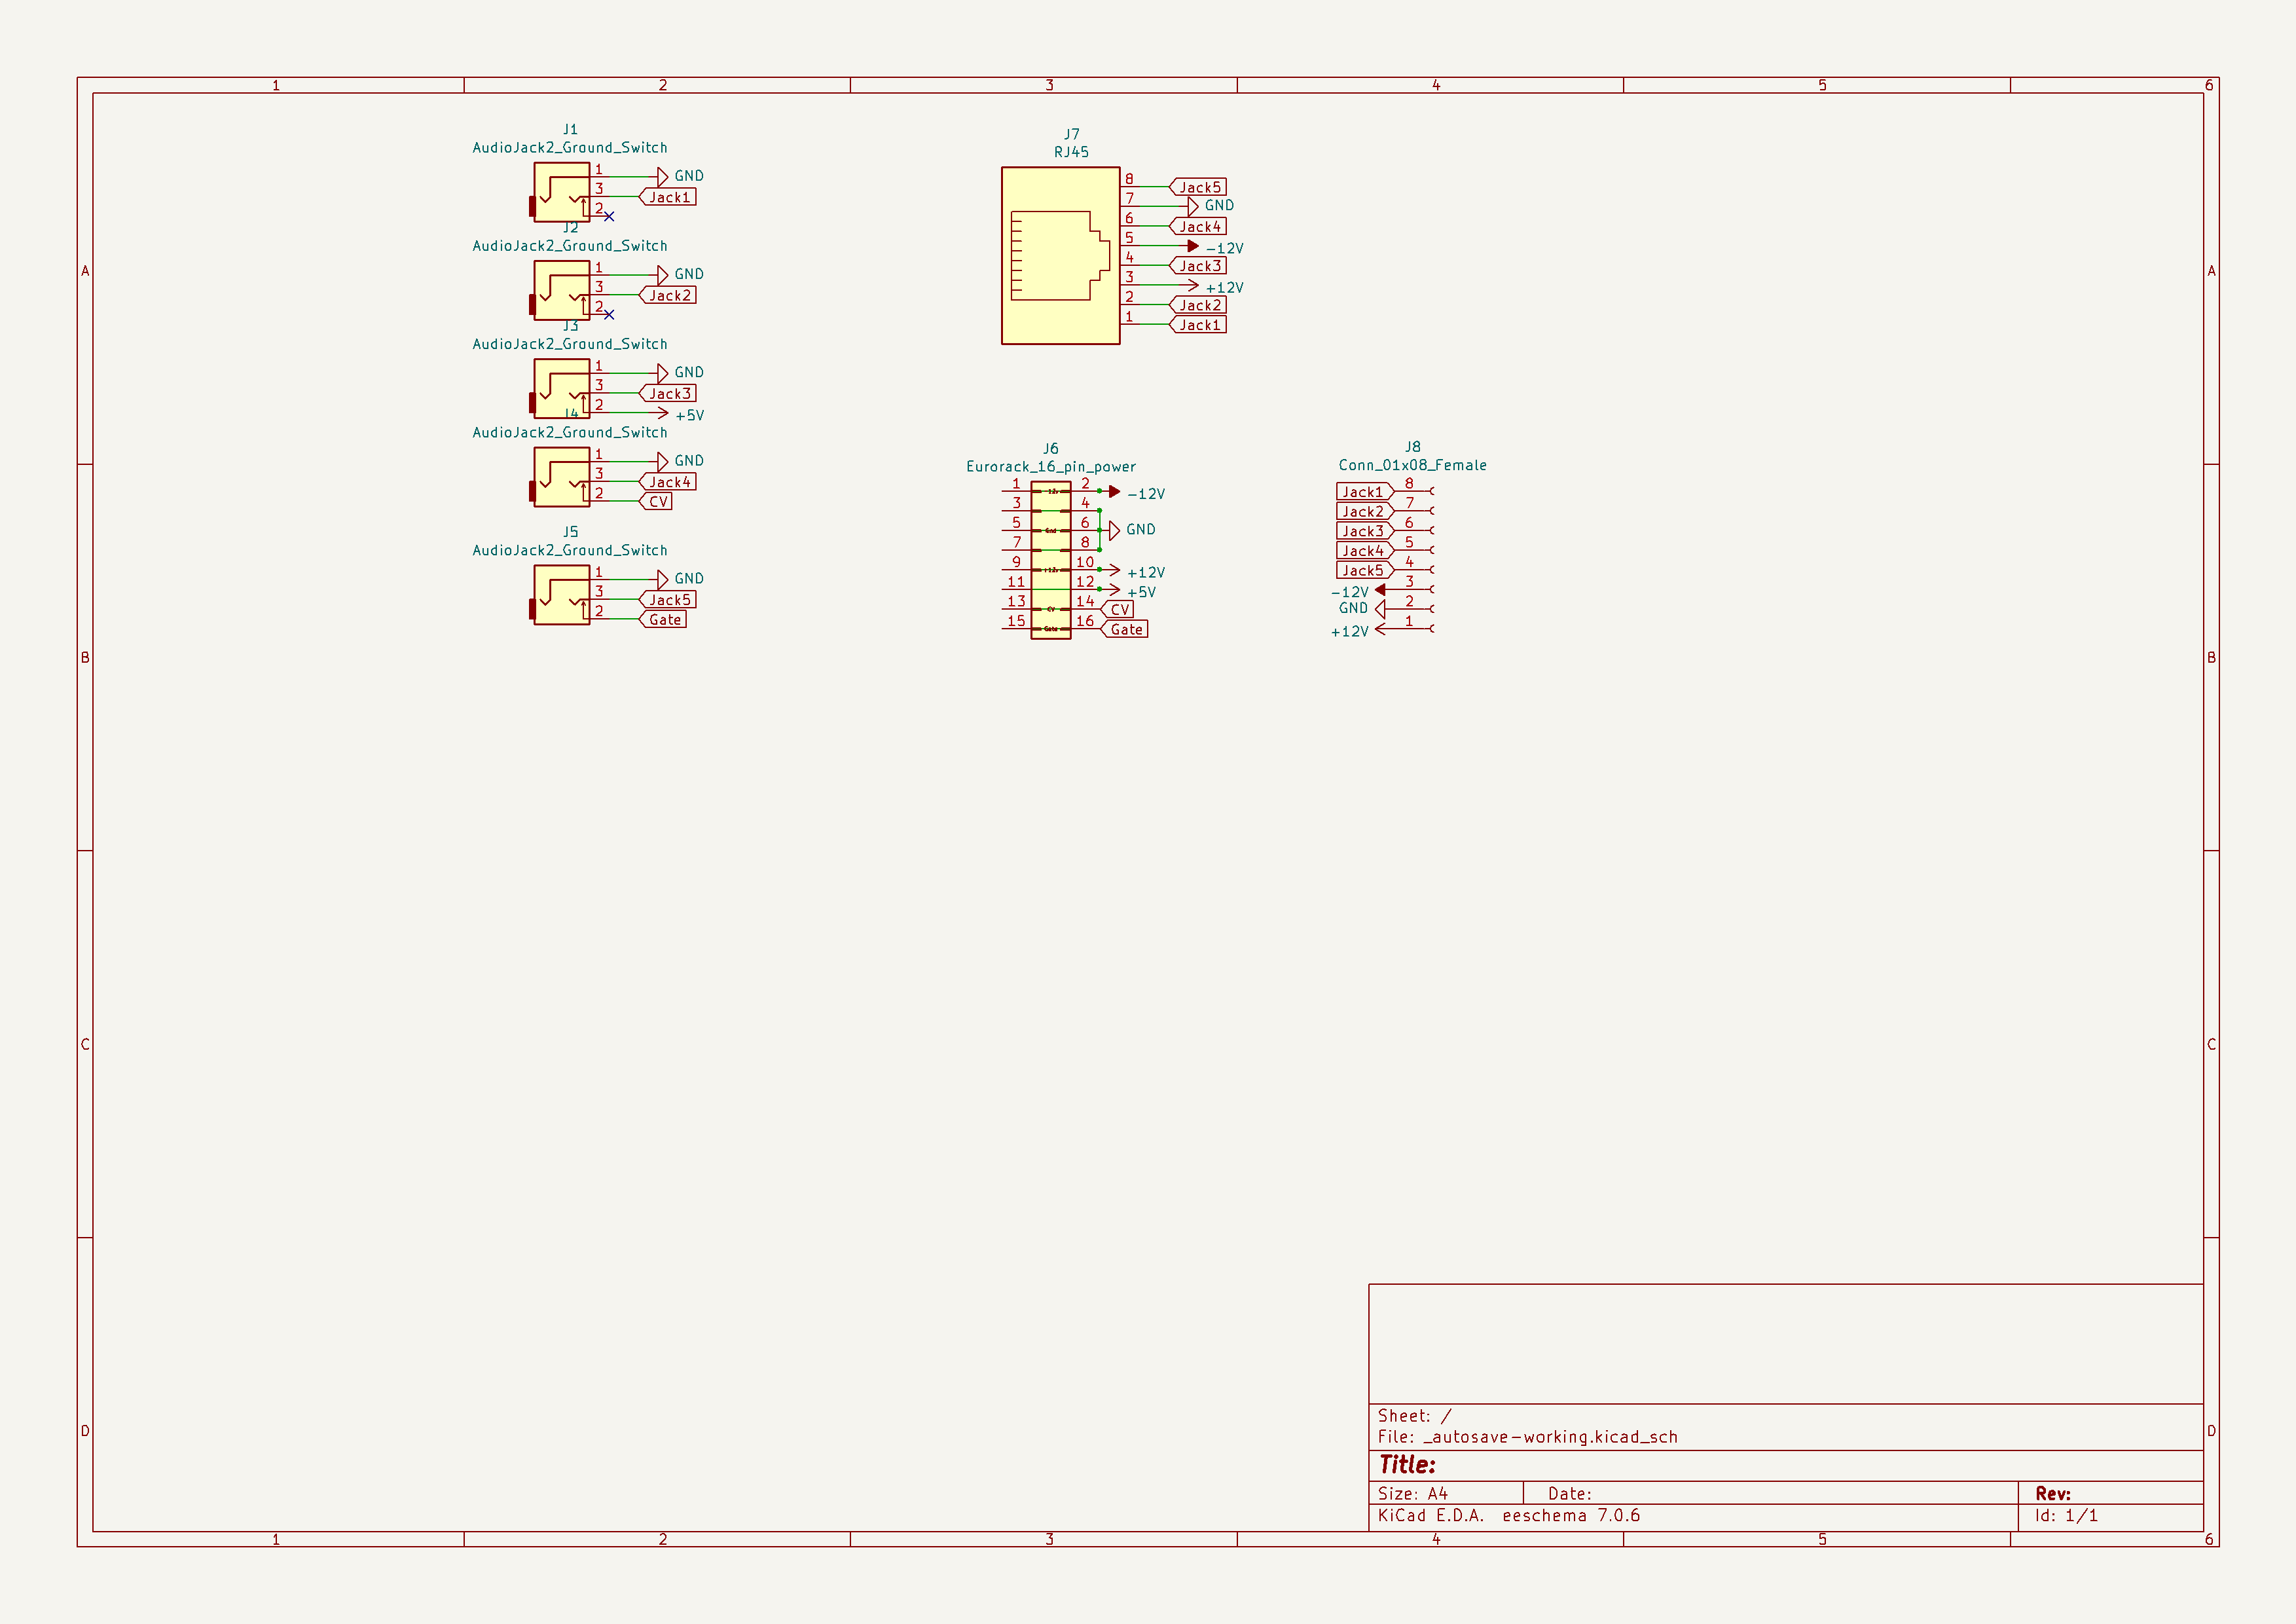 1 2 3 4 5 6
A
B
C
D
A
B
C
D
J1
AudioJack2_Ground_Switch
1 GND
3 Jack1
2
J2
AudioJack2_Ground_Switch
1 GND
3 Jack2
2
J3
AudioJack2_Ground_Switch
1 GND
3 Jack3
2 +5V
J4
AudioJack2_Ground_Switch
1 GND
3 Jack4
2 CV
J5
AudioJack2_Ground_Switch
1 GND
3 Jack5
2 Gate
J7
RJ45
8 Jack5
7 GND
6 Jack4
5 -12V
4 Jack3
3 +12V
2 Jack2
1 Jack1
J6
Eurorack_16_pin_power
1 2 -12V
3 4
5 Gnd 6 GND
7 8
9 +12v 10 +12V
11 12 +5V
13 CV 14 CV
15 Gate 16 Gate
J8
Conn_01x08_Female
Jack1 8
Jack2 7
Jack3 6
Jack4 5
Jack5 4
-12V 3
GND 2
+12V 1
Sheet: /
File: _autosave-working.kicad_sch
Title:
Size: A4 Date: Rev:
KiCad E.D.A. eeschema 7.0.6 Id: 1/1
1 2 3 4 5 6